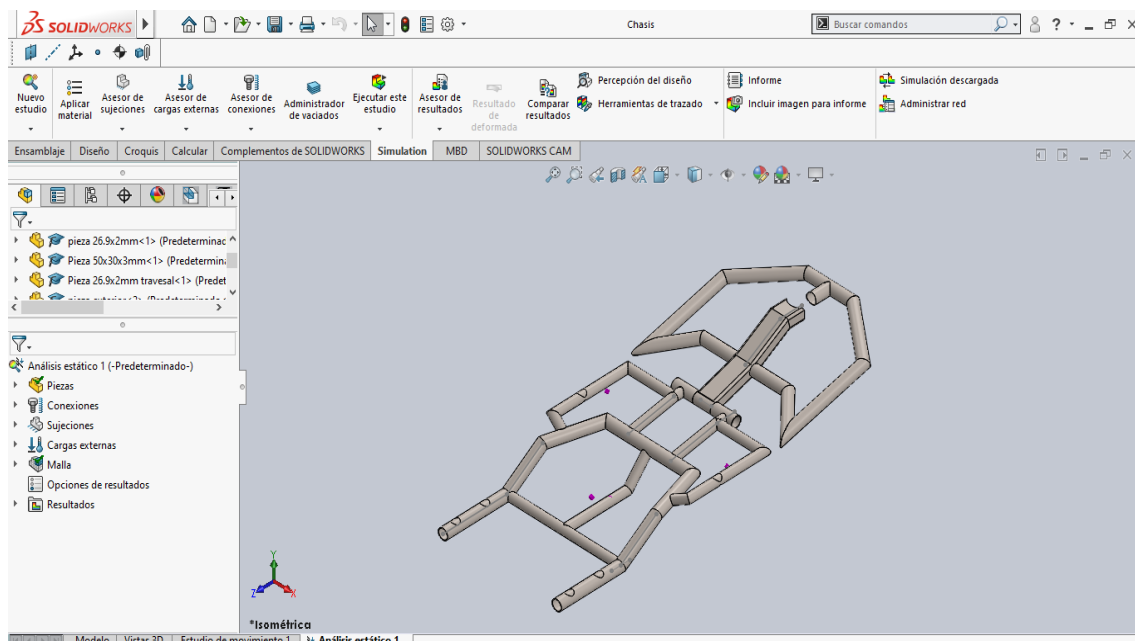 SOLIDWORKS
Chasis
Buscar comandos
Nuevo estudio
Aplicar material
Asesor de sujeciones
Asesor de cargas externas
Asesor de conexiones
Administrador de vaciados
Ejecutar este estudio
Asesor de resultados
Resultado de deformada
Comparar resultados
Percepción del diseño
Herramientas de trazado
Informe
Incluir imagen para informe
Simulación descargada
Administrar red
Ensamblaje
Diseño
Croquis
Calcular
Complementos de SOLIDWORKS
Simulation
MBD
SOLIDWORKS CAM
pieza 26.9x2mm<1> (Predeterminac
Pieza 50x30x3mm<1> (Predetermina
Pieza 26.9x2mm travesal<1> (Predet
Análisis estático 1 (-Predeterminado-)
Piezas
Conexiones
Sujeciones
Cargas externas
Malla
Opciones de resultados
Resultados
Y
Z
X
*Isométrica
Modelo
Vistas 3D
Estudio de movimiento 1
Análisis estático 1